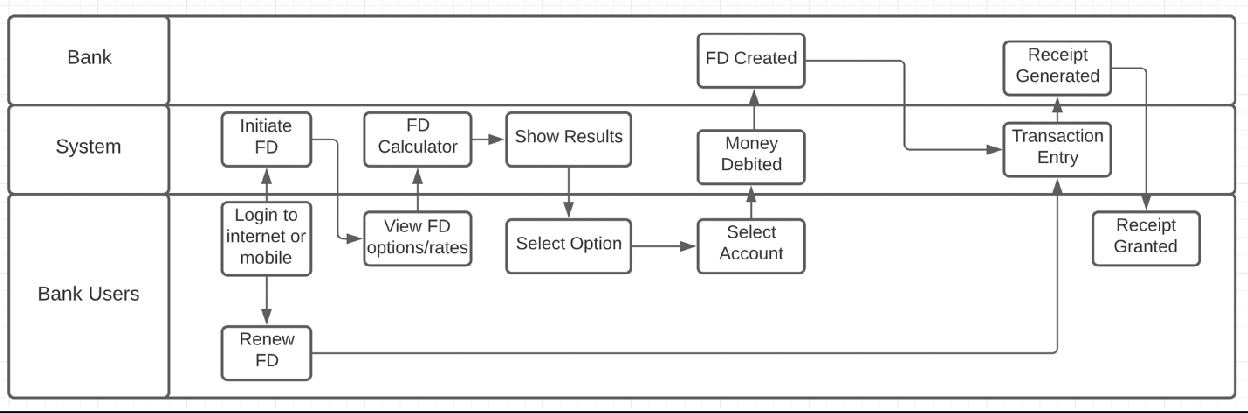 Bank
FD Created
Receipt
Generated
System
Initiate
FD
FD
Calculator
Show Results
Money
Debited
Transaction
Entry
Bank Users
Login to
internet or
mobile
View FD
options/rates
Select Option
Select
Account
Receipt
Granted
Renew
FD